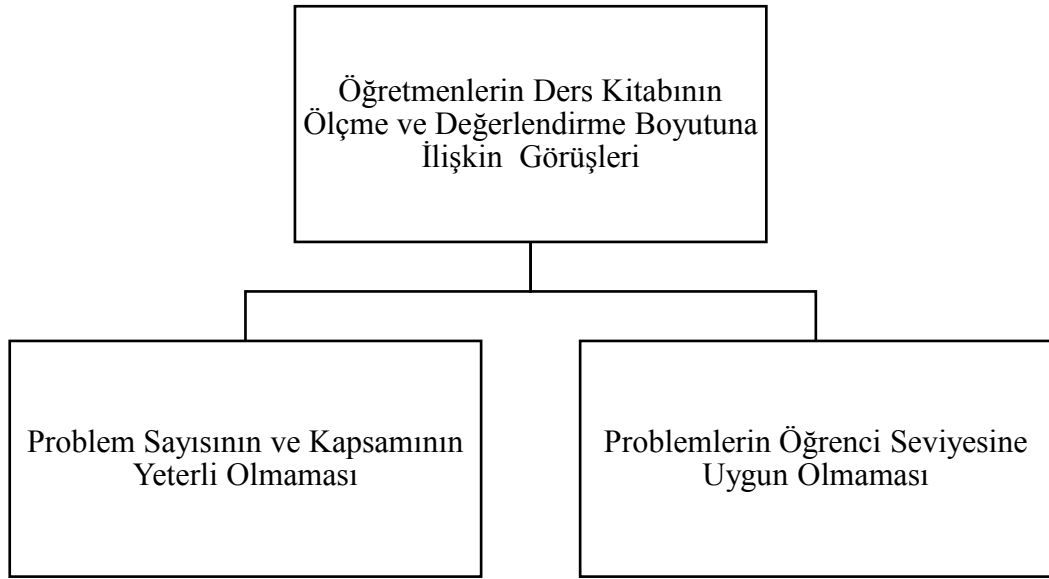 Öğretmenlerin Ders Kitabının
Ölçme ve Değerlendirme Boyutuna
İlişkin Görüşleri
Problem Sayısının ve Kapsamının
Yeterli Olmaması
Problemlerin Öğrenci Seviyesine
Uygun Olmaması